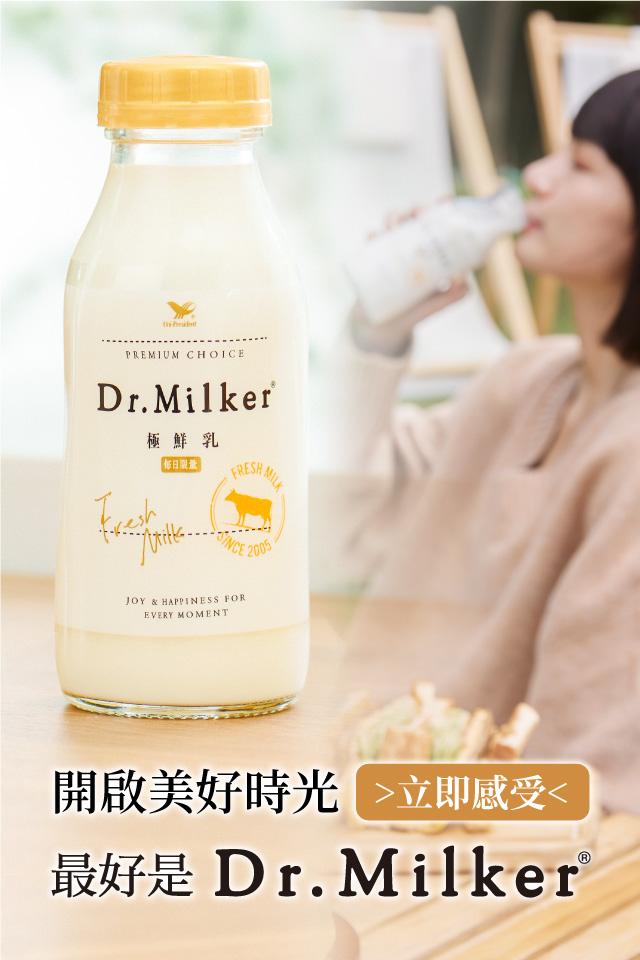 Uni-President
PREMIUM CHOICE
Dr.Milker®
極鮮乳
每日限量
Fresh Milk
FRESH MILK
SINCE 2005
JOY & HAPPINESS FOR
EVERY MOMENT
開啟美好時光 >立即感受<
最好是 Dr.Milker®